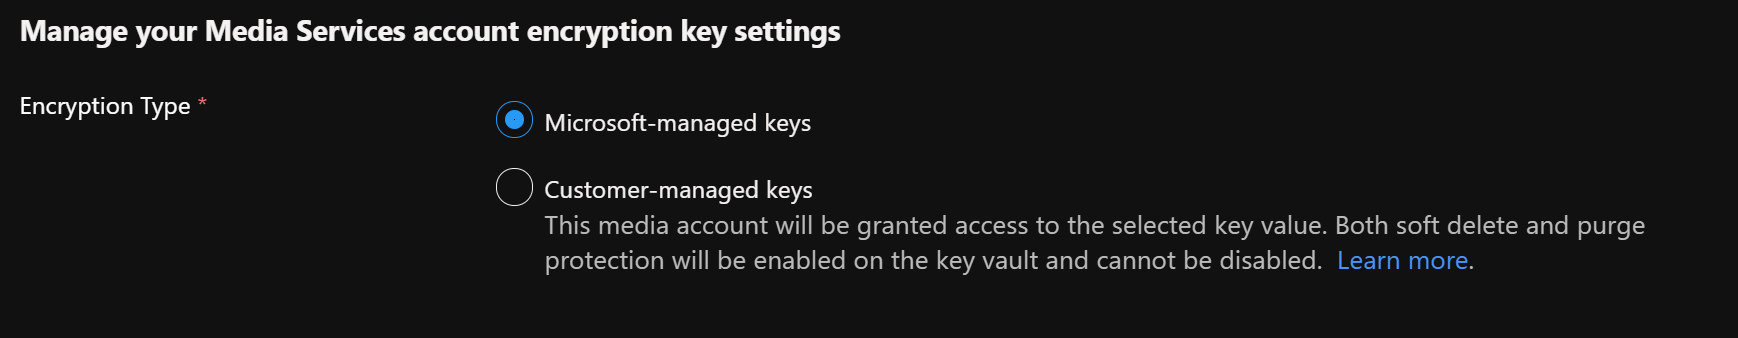 Manage your Media Services account encryption key settings
Encryption Type *
Microsoft-managed keys
Customer-managed keys
This media account will be granted access to the selected key value. Both soft delete and purge
protection will be enabled on the key vault and cannot be disabled. Learn more.